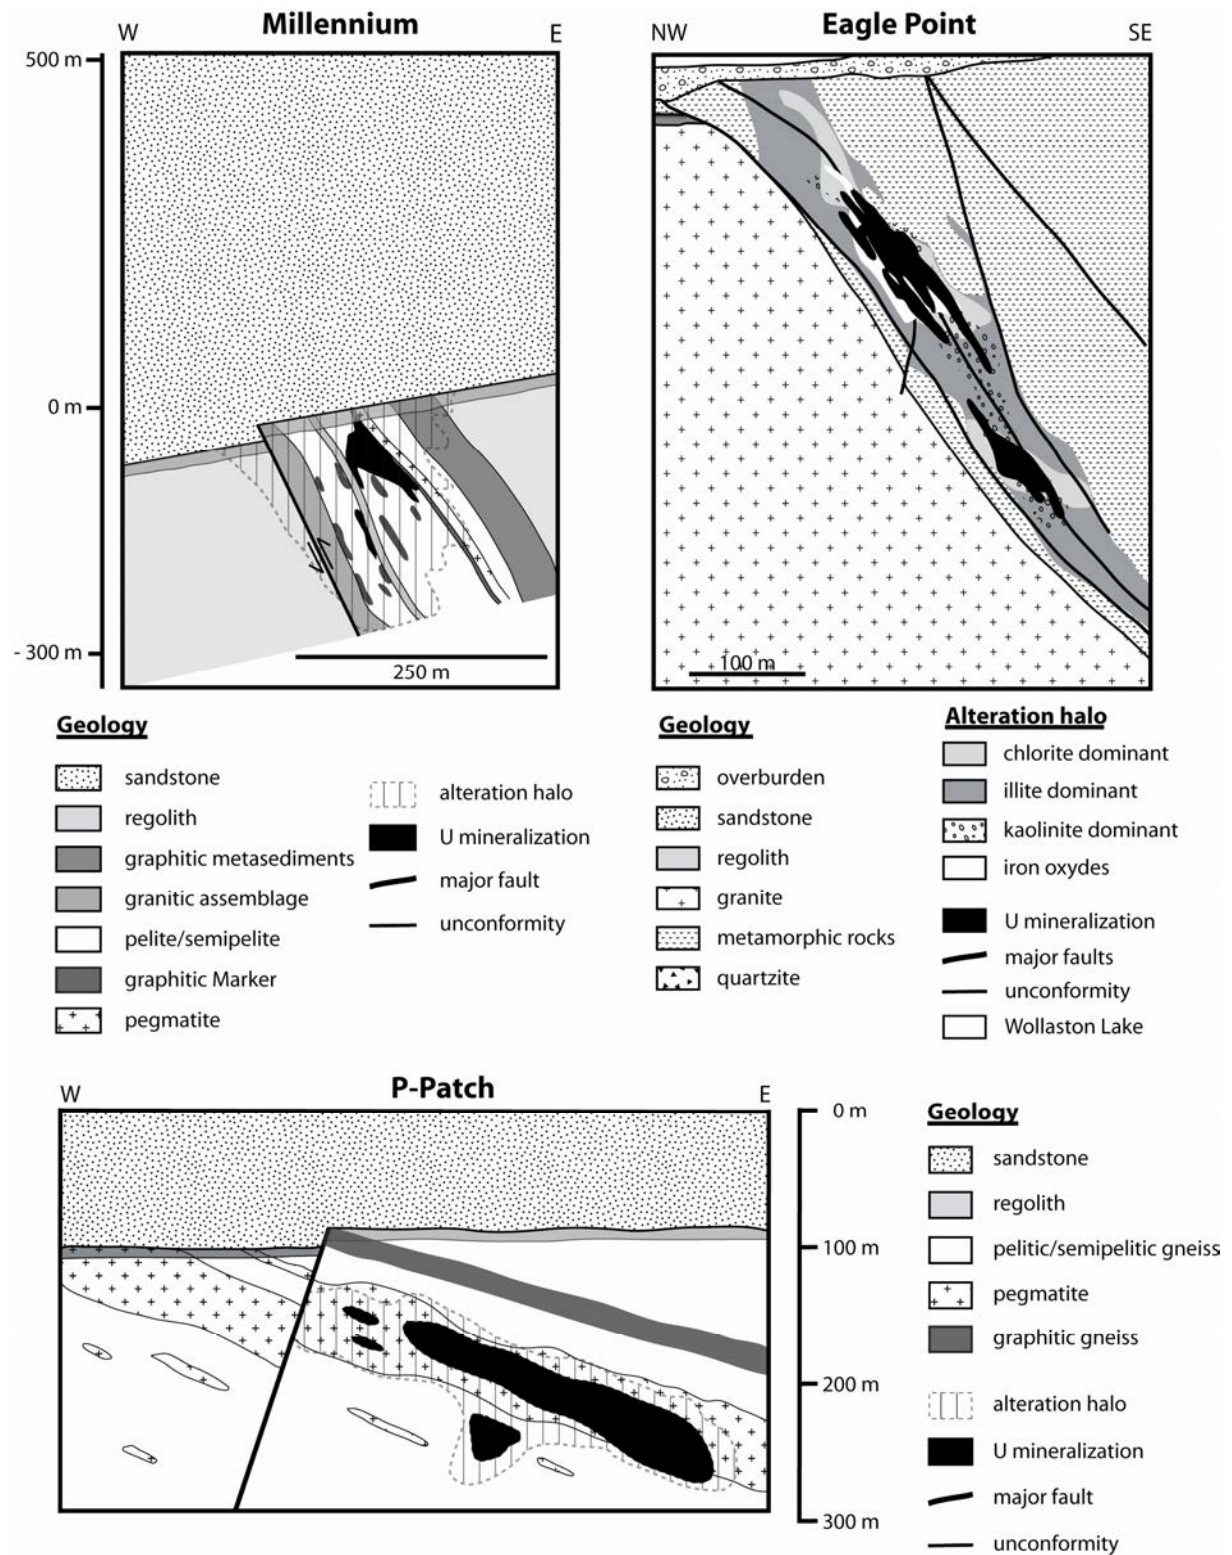 Millennium
W
E
500 m
0 m
- 300 m
250 m
Eagle Point
NW
SE
100 m
Geology
sandstone
regolith
graphitic metasediments
granitic assemblage
pelite/semipelite
graphitic Marker
pegmatite
alteration halo
U mineralization
major fault
unconformity
Geology
overburden
sandstone
regolith
granite
metamorphic rocks
quartzite
Alteration halo
chlorite dominant
illite dominant
kaolinite dominant
iron oxydes
U mineralization
major faults
unconformity
Wollaston Lake
P-Patch
W
E
0 m
100 m
200 m
300 m
Geology
sandstone
regolith
pelitic/semipelitic gneiss
pegmatite
graphitic gneiss
alteration halo
U mineralization
major fault
unconformity